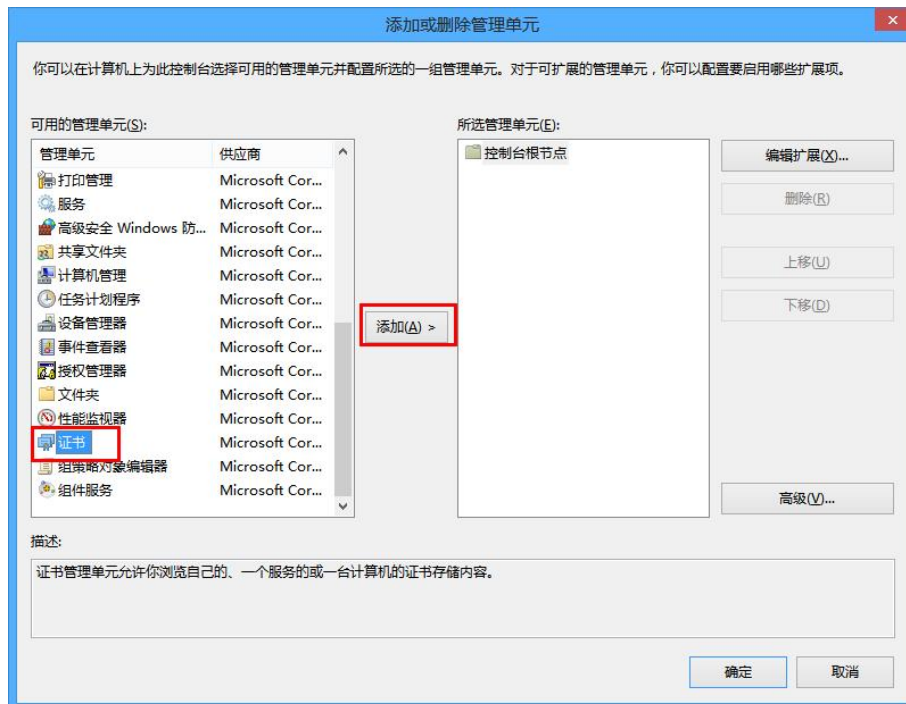 添加或删除管理单元
你可以在计算机上为此控制台选择可用的管理单元并配置所选的一组管理单元。对于可扩展的管理单元，你可以配置要启用哪些扩展项。
可用的管理单元(S):
管理单元 供应商
打印管理 Microsoft Cor...
服务 Microsoft Cor...
高级安全 Windows 防... Microsoft Cor...
共享文件夹 Microsoft Cor...
计算机管理 Microsoft Cor...
任务计划程序 Microsoft Cor...
设备管理器 Microsoft Cor...
事件查看器 Microsoft Cor...
授权管理器 Microsoft Cor...
文件夹 Microsoft Cor...
性能监视器 Microsoft Cor...
证书 Microsoft Cor...
组策略对象编辑器 Microsoft Cor...
组件服务 Microsoft Cor...
添加(A) >
所选管理单元(E):
控制台根节点
编辑扩展(X)...
删除(R)
上移(U)
下移(D)
高级(V)...
描述:
证书管理单元允许你浏览自己的、一个服务的或一台计算机的证书存储内容。
确定
取消